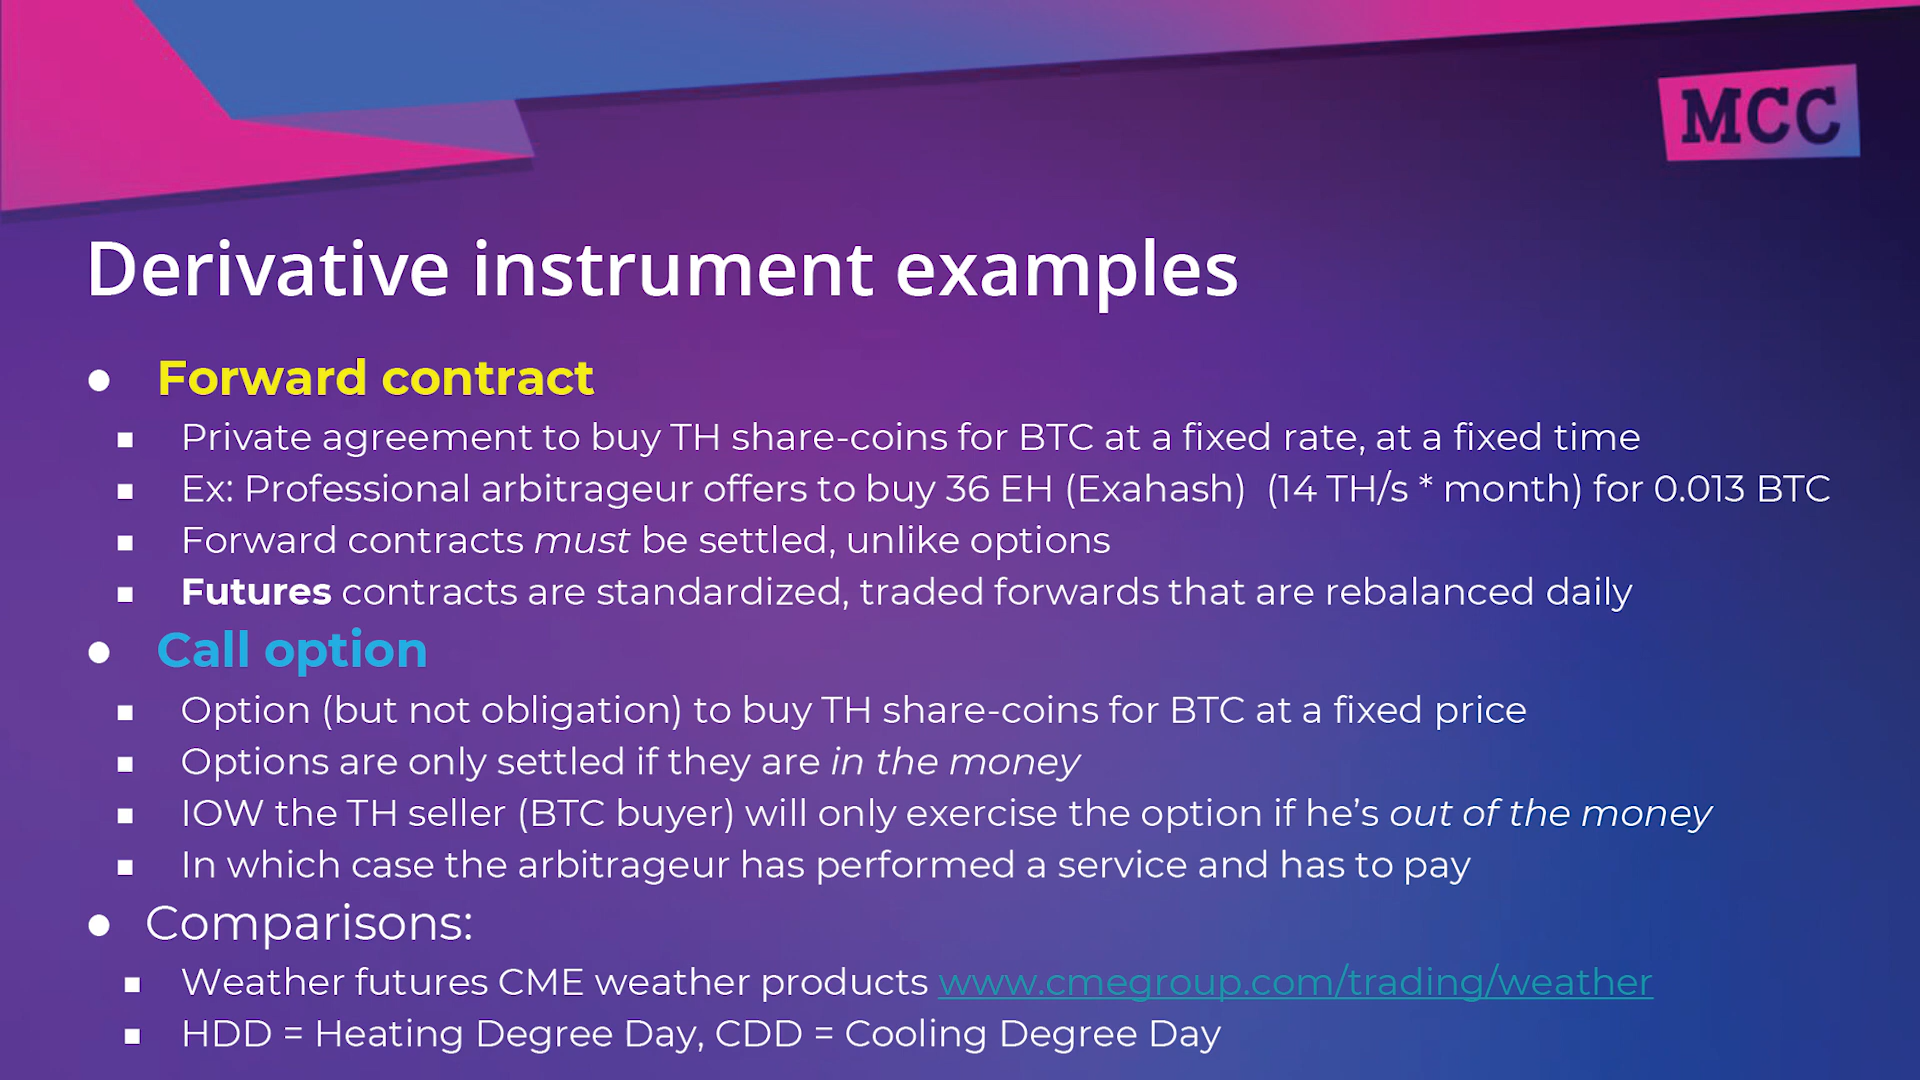 MCC
Derivative instrument examples
● Forward contract
▪ Private agreement to buy TH share-coins for BTC at a fixed rate, at a fixed time
▪ Ex: Professional arbitrageur offers to buy 36 EH (Exahash)  (14 TH/s * month) for 0.013 BTC
▪ Forward contracts must be settled, unlike options
▪ Futures contracts are standardized, traded forwards that are rebalanced daily
● Call option
▪ Option (but not obligation) to buy TH share-coins for BTC at a fixed price
▪ Options are only settled if they are in the money
▪ IOW the TH seller (BTC buyer) will only exercise the option if he’s out of the money
▪ In which case the arbitrageur has performed a service and has to pay
● Comparisons:
▪ Weather futures CME weather products www.cmegroup.com/trading/weather
▪ HDD = Heating Degree Day, CDD = Cooling Degree Day